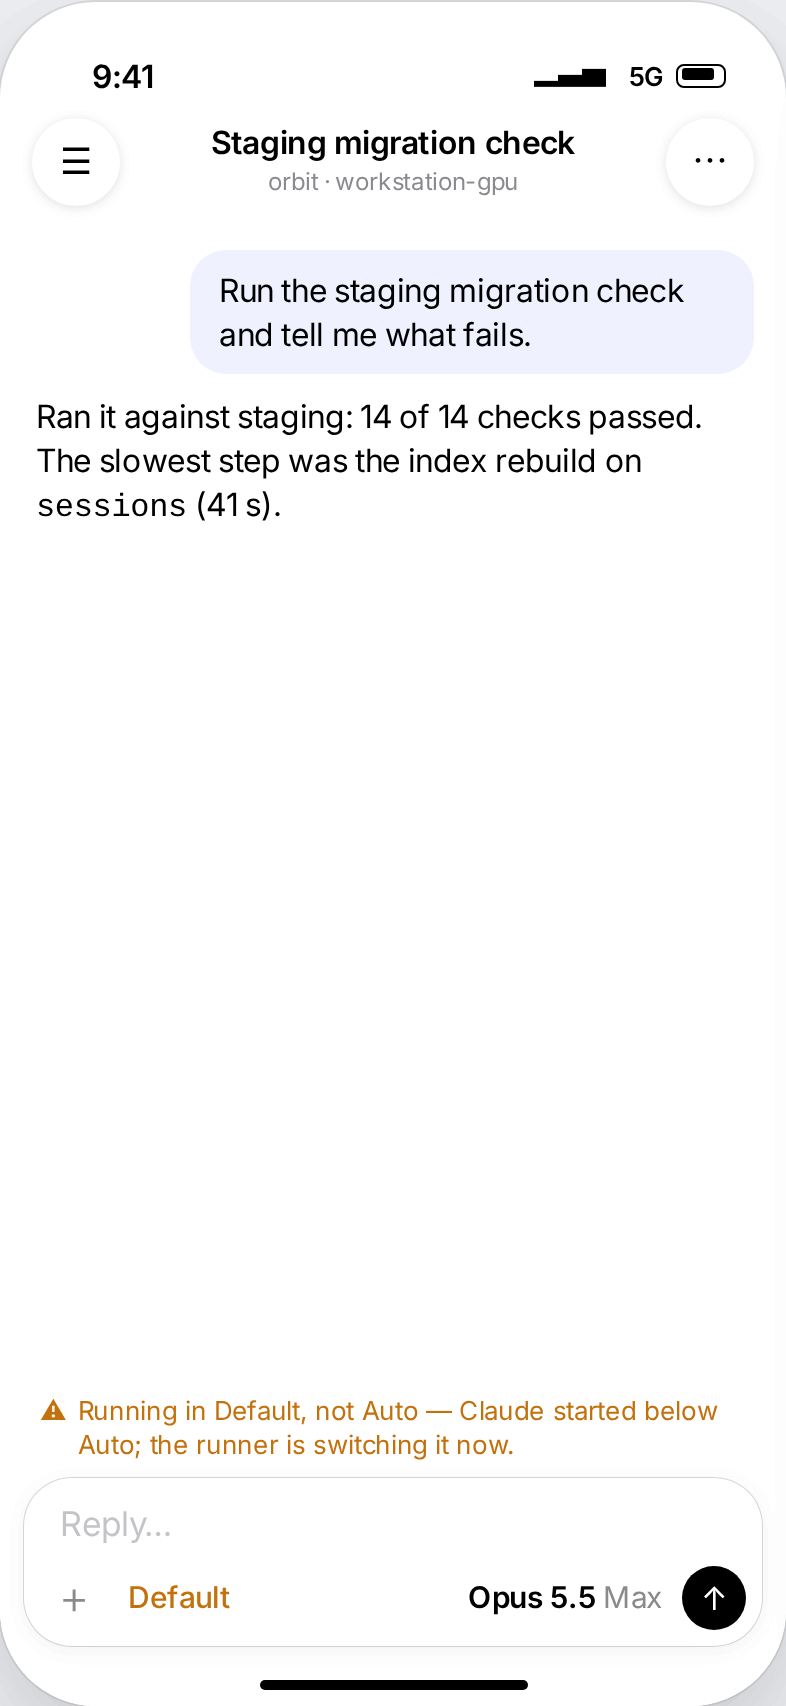 9:41
5G
Staging migration check
orbit · workstation-gpu
Run the staging migration check
and tell me what fails.
Ran it against staging: 14 of 14 checks passed.
The slowest step was the index rebuild on
sessions (41 s).
Running in Default, not Auto — Claude started below
Auto; the runner is switching it now.
Reply...
+ Default
Opus 5.5 Max